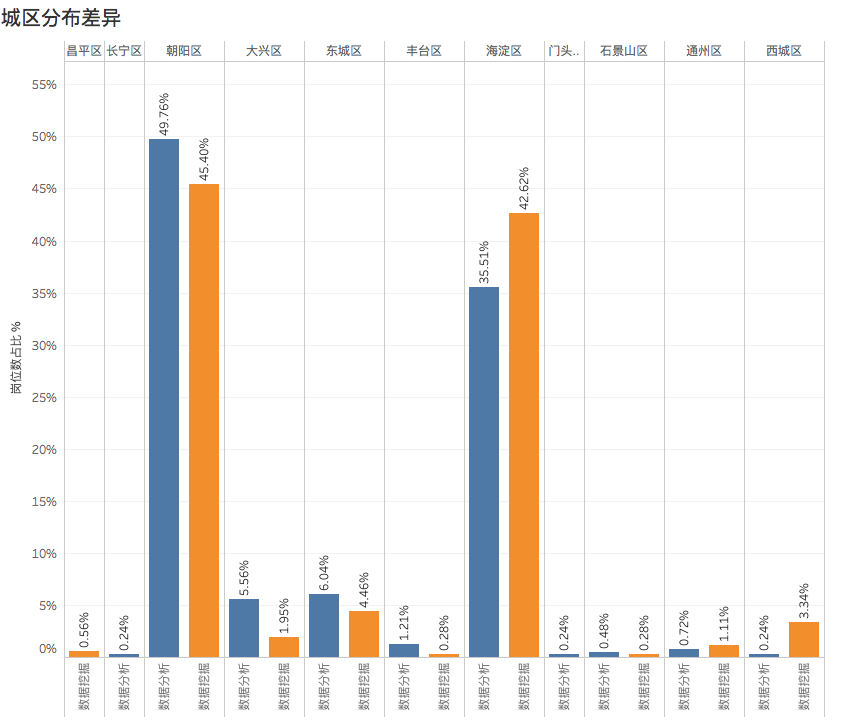 城区分布差异
昌平区 长宁区 朝阳区 大兴区 东城区 丰台区 海淀区 门头.. 石景山区 通州区 西城区
岗位数占比 %
55%
50%
45%
40%
35%
30%
25%
20%
15%
10%
5%
0%
0.56%
0.24%
49.76%
45.40%
5.56%
1.95%
6.04%
4.46%
1.21%
0.28%
35.51%
42.62%
0.24%
0.48%
0.28%
0.72%
1.11%
0.24%
3.34%
数据挖掘
数据分析
数据分析
数据挖掘
数据分析
数据挖掘
数据分析
数据挖掘
数据分析
数据挖掘
数据分析
数据挖掘
数据分析
数据分析
数据挖掘
数据分析
数据挖掘
数据分析
数据挖掘